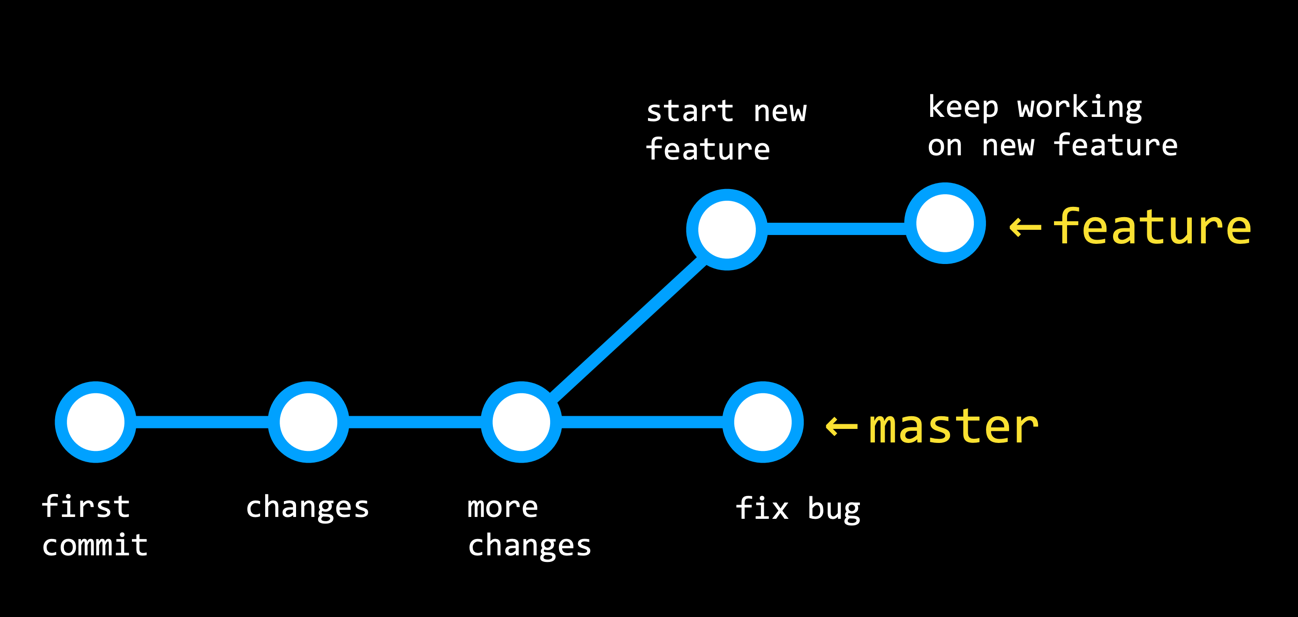 start new
feature
keep working
on new feature
←feature
←master
first
commit
changes
more
changes
fix bug